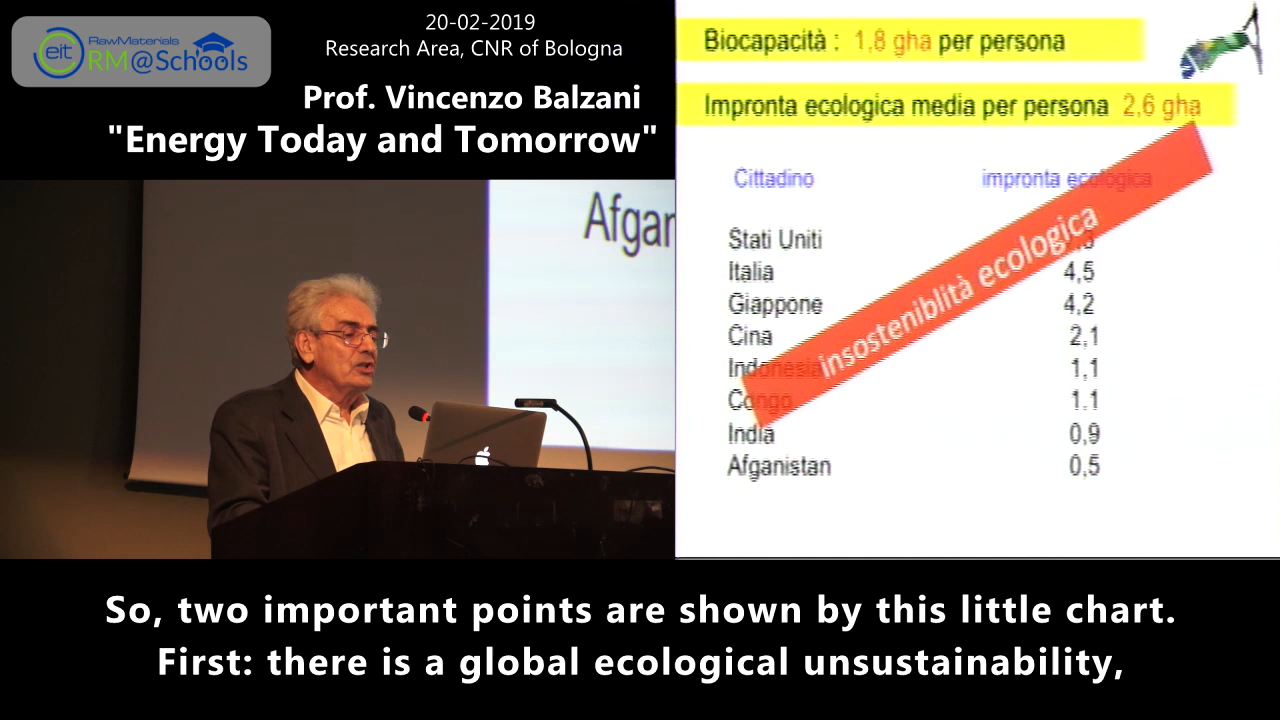 eit RawMaterials
RM@Schools
20-02-2019
Research Area, CNR of Bologna
Prof. Vincenzo Balzani
"Energy Today and Tomorrow"
Afgan
Biocapacità : 1,8 gha per persona
Impronta ecologica media per persona 2,6 gha
Cittadino impronta ecologica
Stati Uniti
Italia 4,5
Giappone 4,2
Cina 2,1
Indonesia 1,1
Congo 1.1
India 0,9
Afganistan 0,5
insosteniblità ecologica
So, two important points are shown by this little chart.
First: there is a global ecological unsustainability,